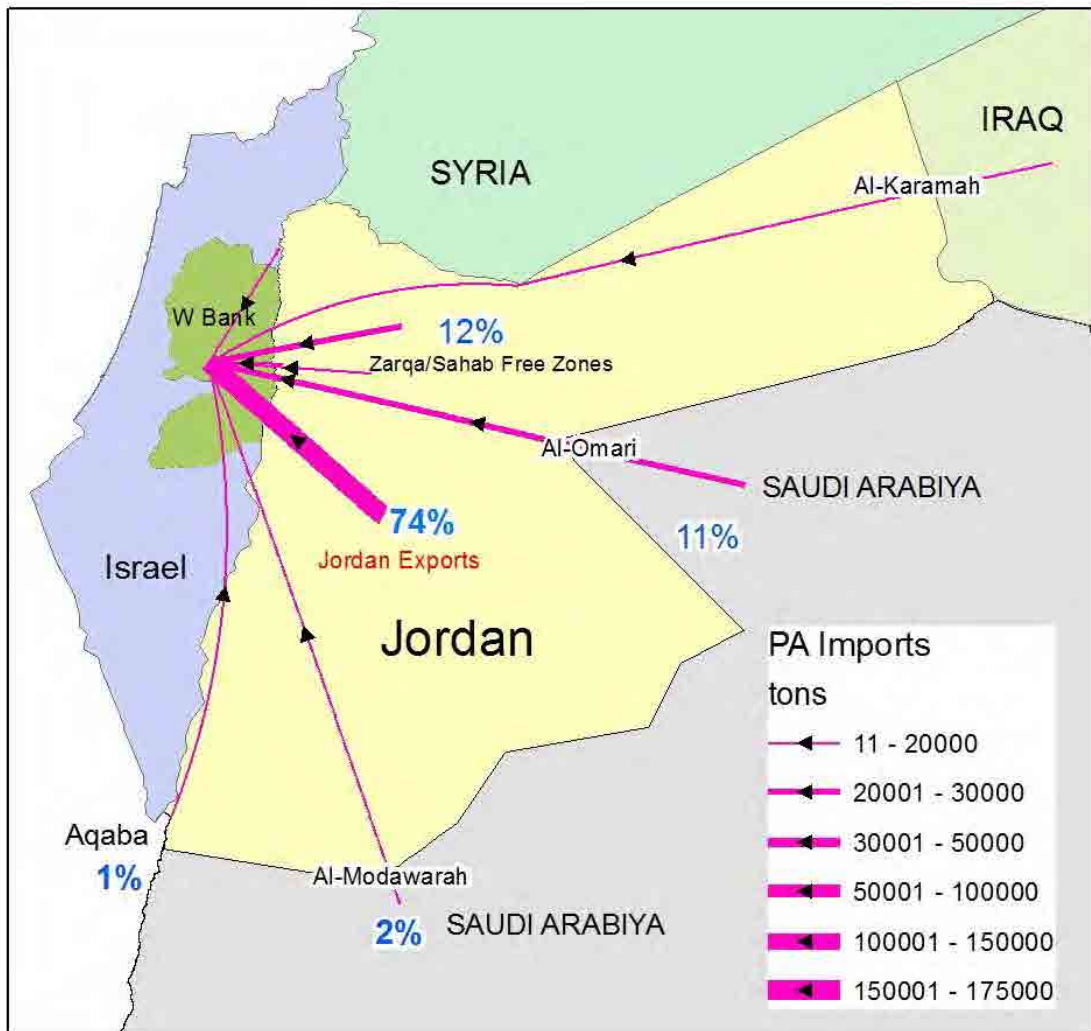 IRAQ
SYRIA
Al-Karamah
W Bank
12%
Zarqa/Sahab Free Zones
Al-Omari
SAUDI ARABIYA
74%
11%
Jordan Exports
Israel
Jordan
PA Imports
tons
11 - 20000
20001 - 30000
30001 - 50000
50001 - 100000
100001 - 150000
150001 - 175000
Aqaba
1%
Al-Modawarah
2%
SAUDI ARABIYA